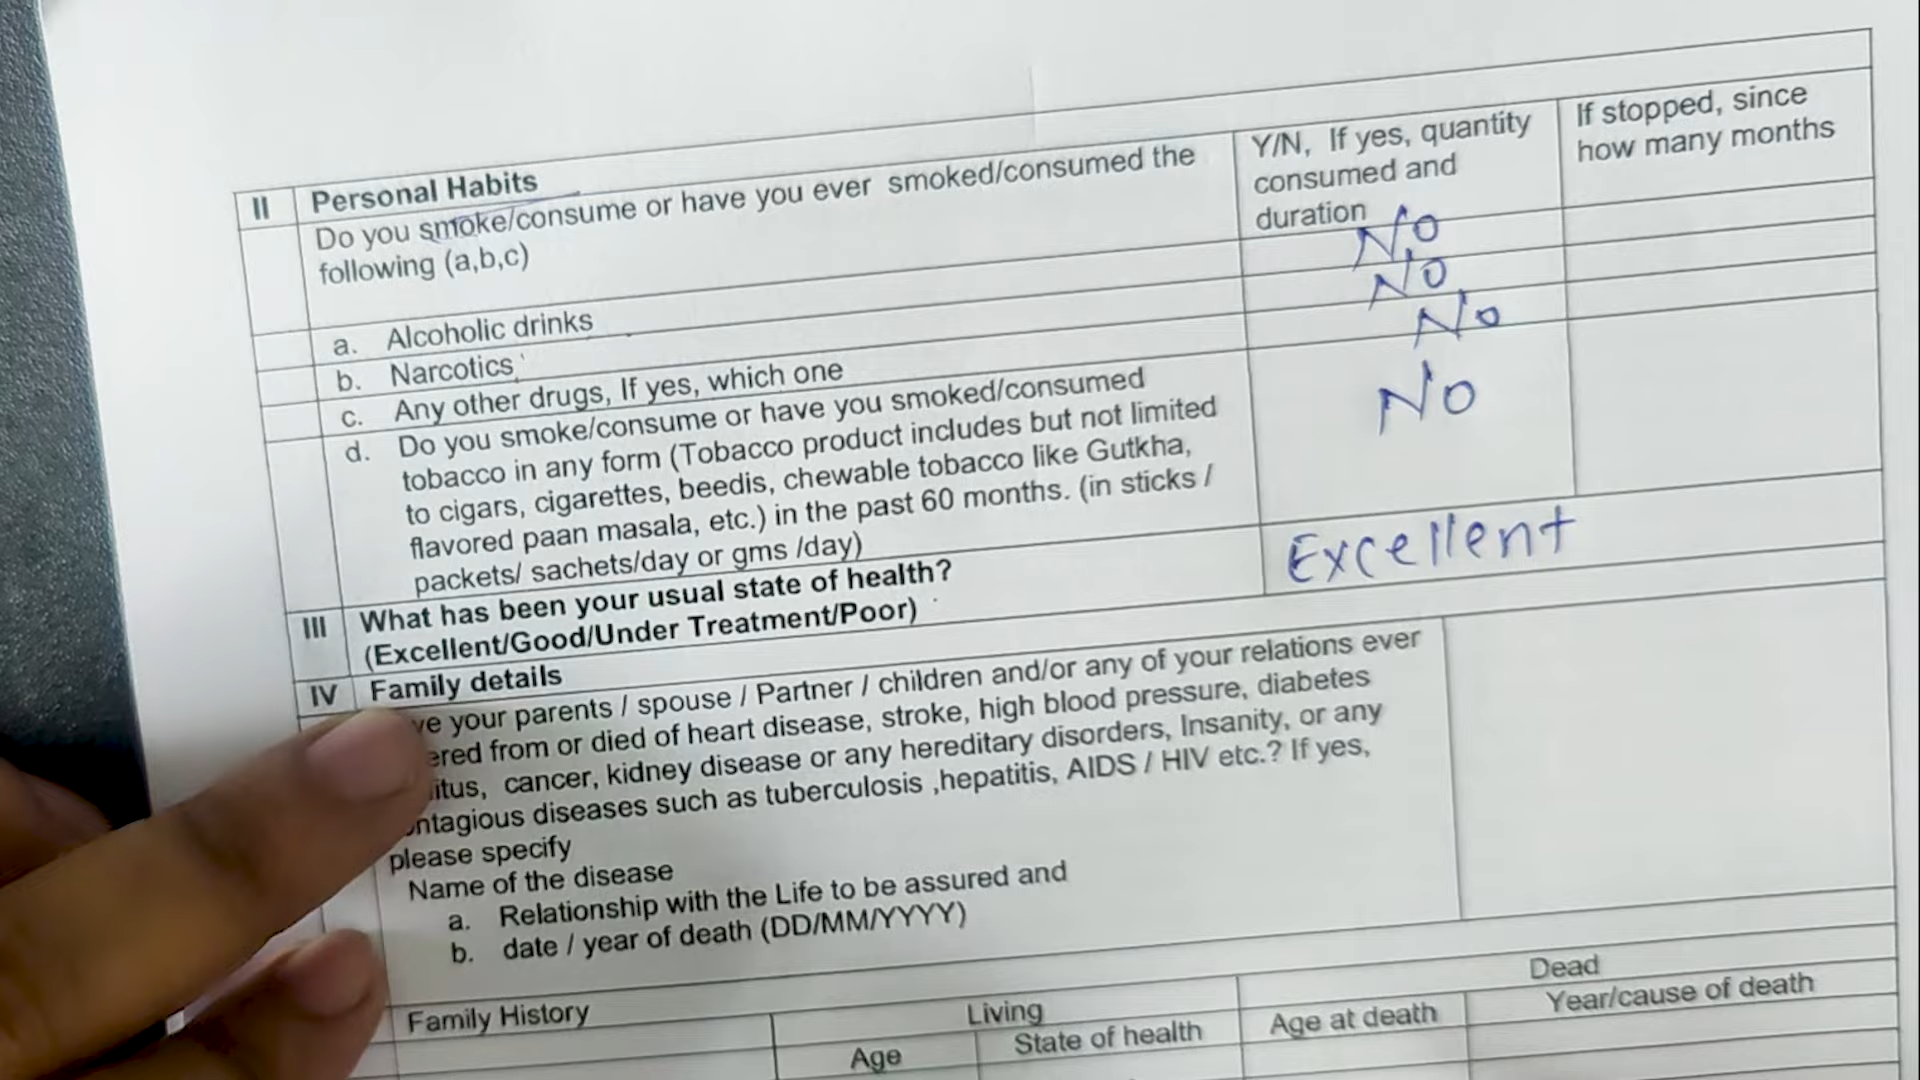 II Personal Habits
Do you smoke/consume or have you ever smoked/consumed the
following (a,b,c)
Y/N, If yes, quantity
consumed and
duration
If stopped, since
how many months
a. Alcoholic drinks No
b. Narcotics No
c. Any other drugs, If yes, which one No
d. Do you smoke/consume or have you smoked/consumed
tobacco in any form (Tobacco product includes but not limited
to cigars, cigarettes, beedis, chewable tobacco like Gutkha,
flavored paan masala, etc.) in the past 60 months. (in sticks /
packets/ sachets/day or gms /day)
No
III What has been your usual state of health?
(Excellent/Good/Under Treatment/Poor)
Excellent
IV Family details
your parents / spouse / Partner / children and/or any of your relations ever
from or died of heart disease, stroke, high blood pressure, diabetes
cancer, kidney disease or any hereditary disorders, Insanity, or any
diseases such as tuberculosis ,hepatitis, AIDS / HIV etc.? If yes,
please specify
Name of the disease
a. Relationship with the Life to be assured and
b. date / year of death (DD/MM/YYYY)
Family History
Living
Dead
Age
State of health
Age at death
Year/cause of death